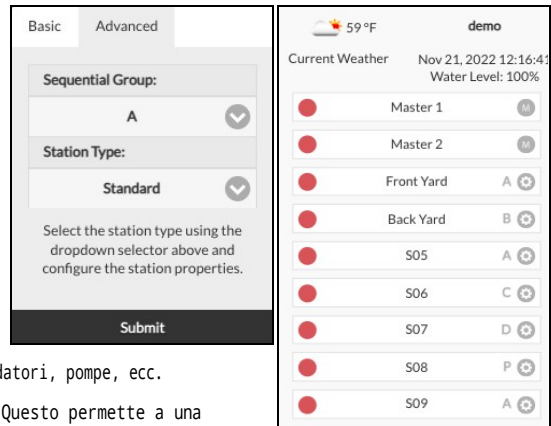 Basic Advanced
Sequential Group:
A
Station Type:
Standard
Select the station type using the
dropdown selector above and
configure the station properties.
Submit
datori, pompe, ecc.
Questo permette a una
59 °F demo
Current Weather Nov 21, 2022 12:16:41
Water Level: 100%
Master 1 M
Master 2 M
Front Yard A
Back Yard B
S05 A
S06 C
S07 D
S08 P
S09 A